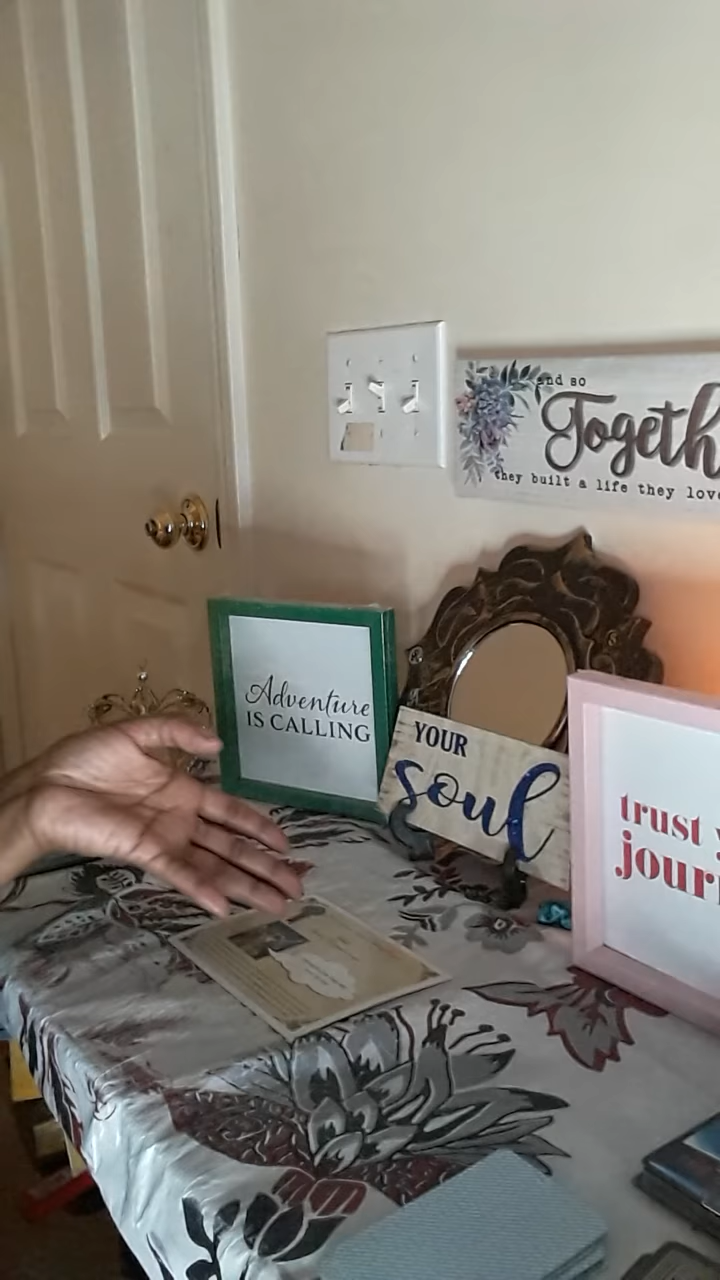 and so
Togeth
they built a life they love
Adventure
IS CALLING
YOUR
soul
trust y
jour